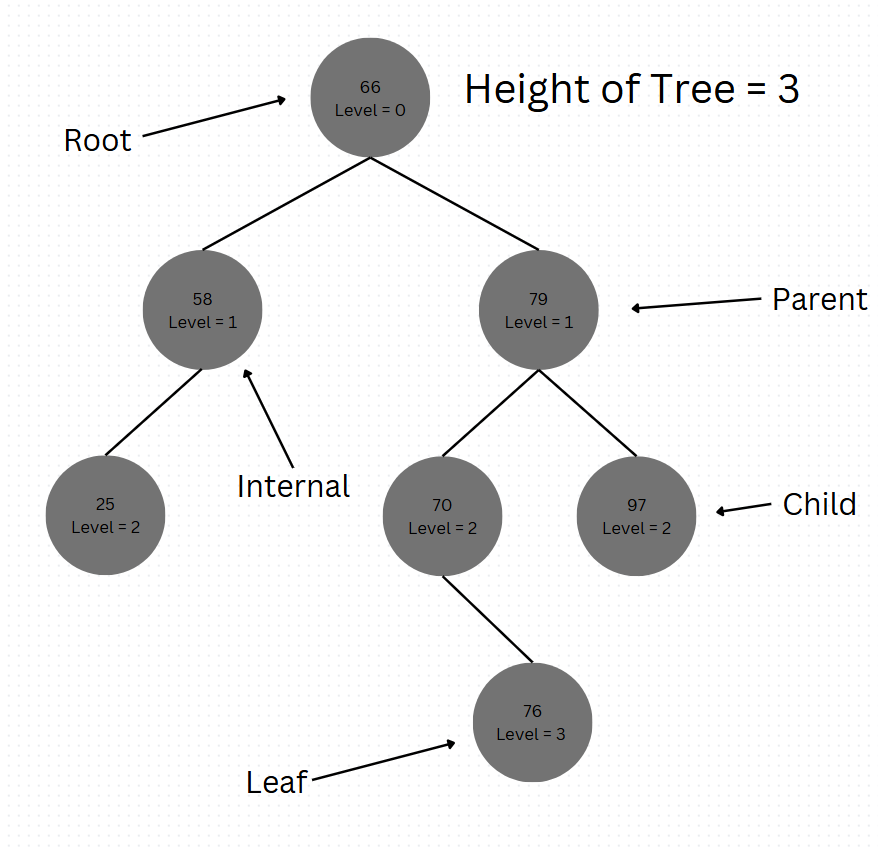 66
Level = 0
Height of Tree = 3
Root
58
Level = 1
79
Level = 1
Parent
Internal
25
Level = 2
70
Level = 2
97
Level = 2
Child
76
Level = 3
Leaf